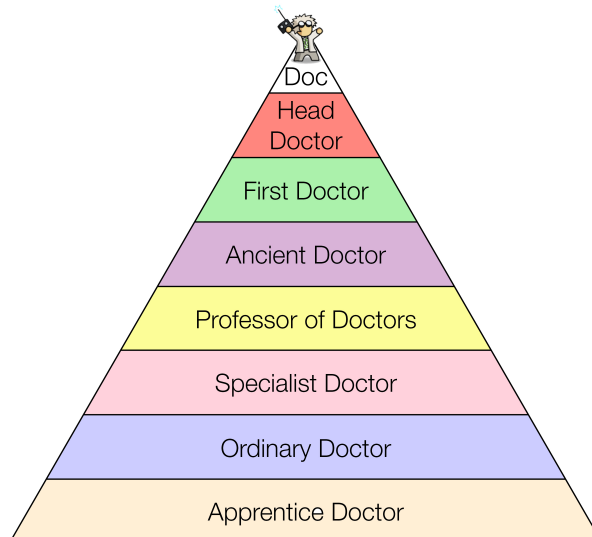 Doc
Head
Doctor
First Doctor
Ancient Doctor
Professor of Doctors
Specialist Doctor
Ordinary Doctor
Apprentice Doctor